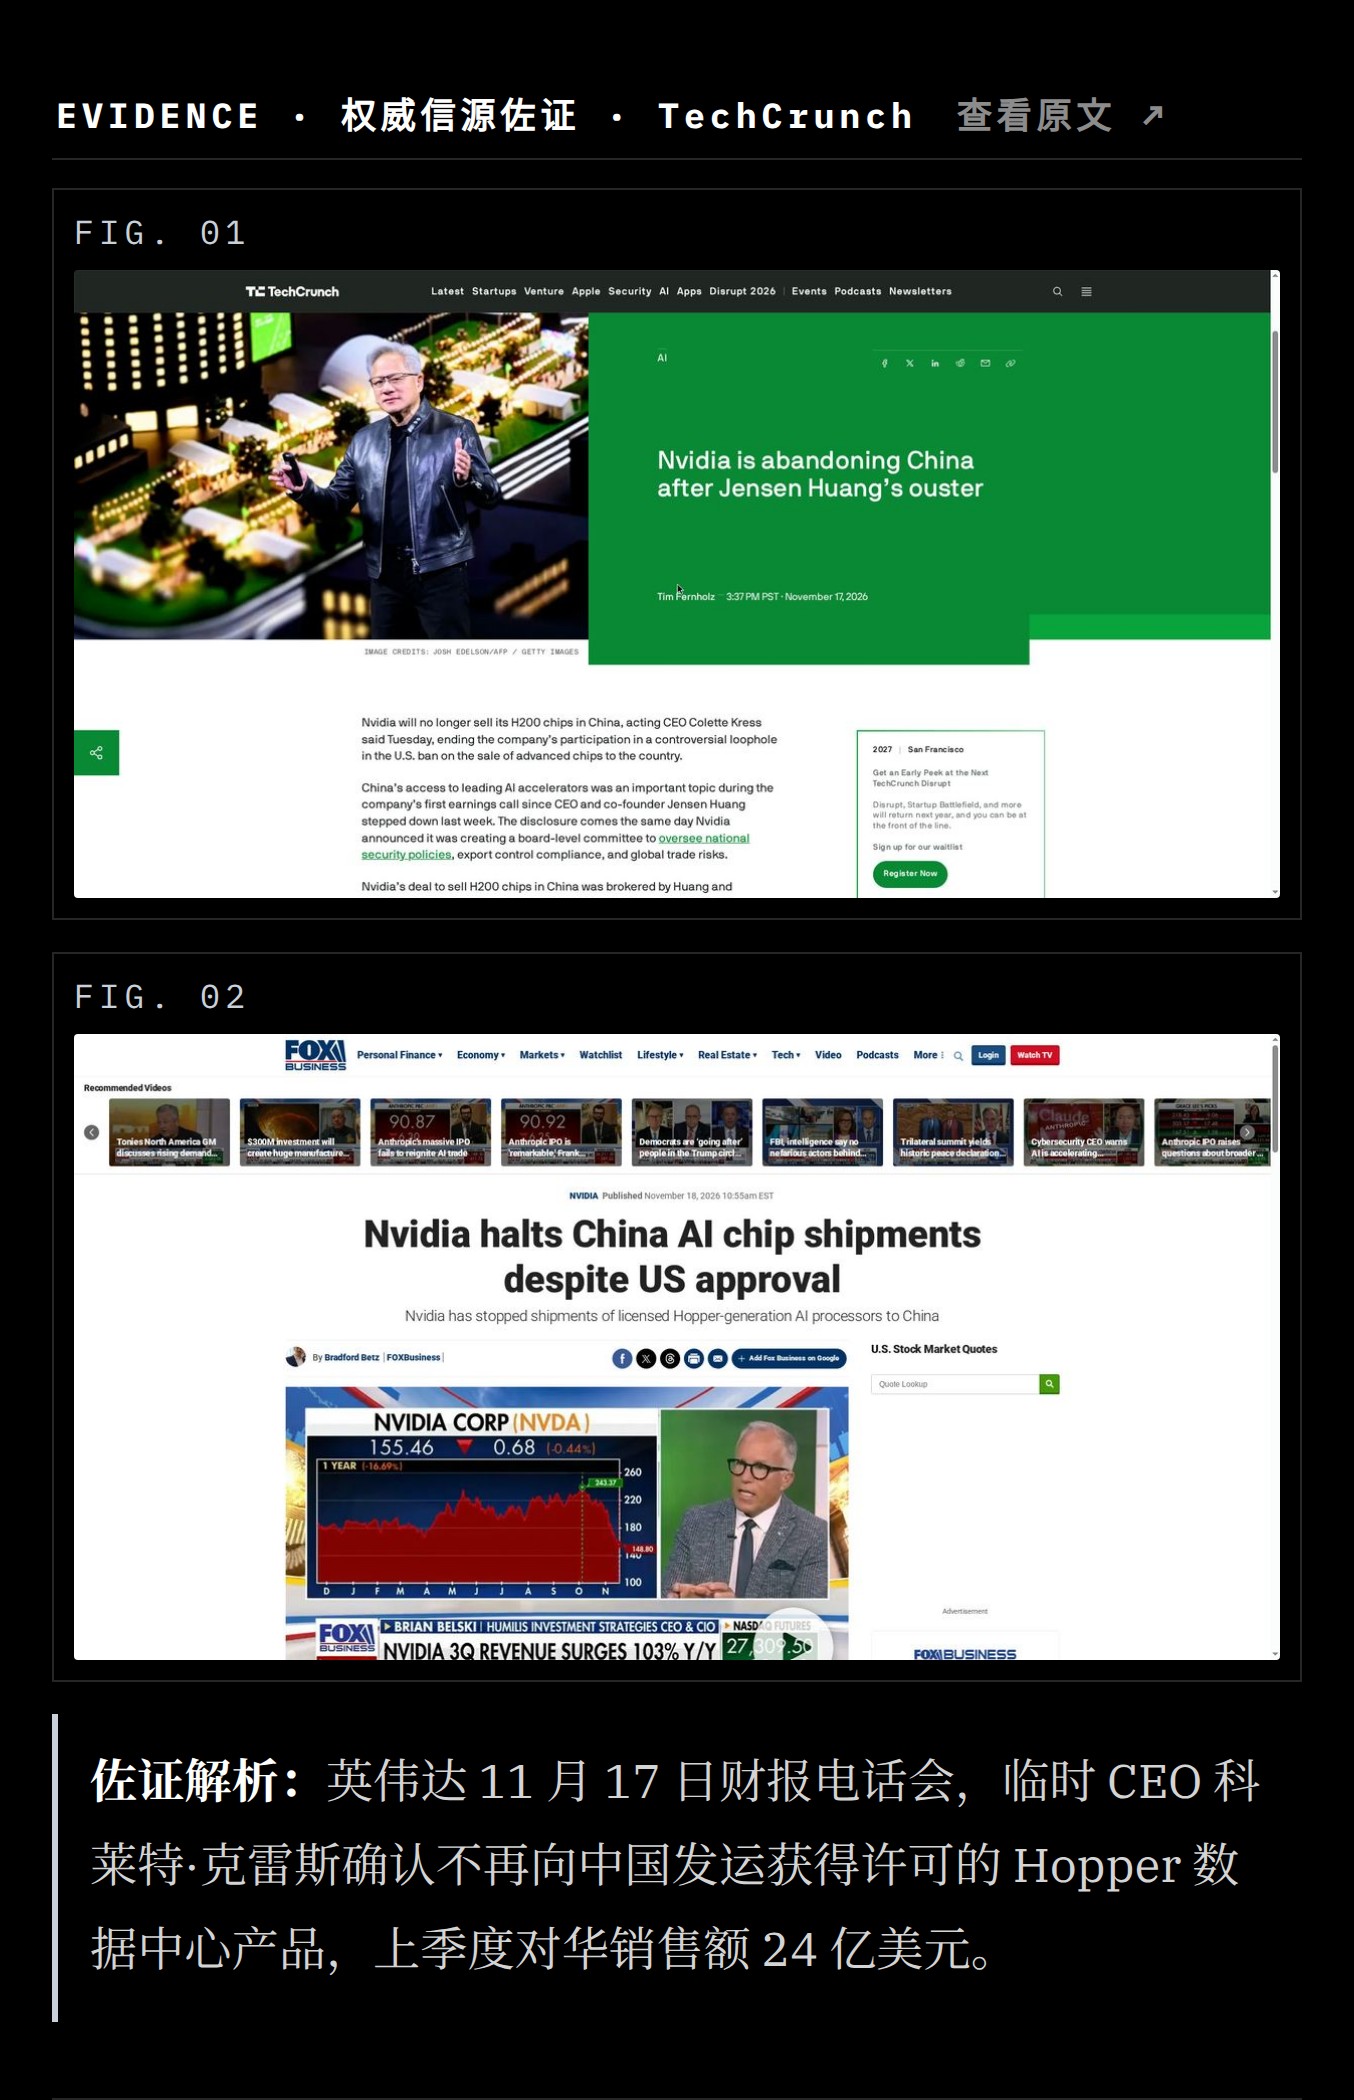 EVIDENCE · 权威信源佐证 · TechCrunch 查看原文 ↗
FIG. 01
TechCrunch
Latest Startups Venture Apple Security AI Apps Disrupt 2026 | Events Podcasts Newsletters
AI
Nvidia is abandoning China
after Jensen Huang's ouster
Tim Fernholz 3:37 PM PST · November 17, 2026
IMAGE CREDITS: JOSH EDELSON/AFP / GETTY IMAGES
Nvidia will no longer sell its H200 chips in China, acting CEO Colette Kress
said Tuesday, ending the company's participation in a controversial loophole
in the U.S. ban on the sale of advanced chips to the country.
China's access to leading AI accelerators was an important topic during the
company's first earnings call since CEO and co-founder Jensen Huang
stepped down last week. The disclosure comes the same day Nvidia
announced it was creating a board-level committee to oversee national
security policies, export control compliance, and global trade risks.
Nvidia's deal to sell H200 chips in China was brokered by Huang and
2027 | San Francisco
Get an Early Peek at the Next
TechCrunch Disrupt
Disrupt, Startup Battlefield, and more
will return next year, and you can be at
the front of the line.
Sign up for our waitlist
Register Now
FIG. 02
FOX BUSINESS
Personal Finance Economy Markets Watchlist Lifestyle Real Estate Tech Video Podcasts More Login Watch TV
Recommended Videos
Tonies North America GM
discusses rising demand...
$300M investment will
create huge manufacture...
90.87
Anthropic's massive IPO
fails to reignite AI trade
90.92
Anthropic IPO is
'remarkable,' Frank...
Democrats are 'going after'
people in the Trump circl...
FBI, intelligence say no
nefarious actors behind...
Trilateral summit yields
historic peace declaration...
Claude
Cybersecurity CEO warns
AI is accelerating...
Anthropic IPO raises
questions about broader...
NVIDIA Published November 18, 2026 10:55am EST
Nvidia halts China AI chip shipments
despite US approval
Nvidia has stopped shipments of licensed Hopper-generation AI processors to China
By Bradford Betz | FOXBusiness |
+ Add Fox Business on Google
U.S. Stock Market Quotes
Quote Lookup
NVIDIA CORP (NVDA)
155.46 ▼ 0.68 (-0.44%)
1 YEAR (-16.69%)
243.37
260
220
180
148.80
140
100
D J F M A M J J A S O N
FOX BUSINESS
BRIAN BELSKI | HUMILIS INVESTMENT STRATEGIES CEO & CIO
NVIDIA 3Q REVENUE SURGES 103% Y/Y
NASDAQ FUTURES
27,309.50
Advertisement
FOX BUSINESS
佐证解析：英伟达 11 月 17 日财报电话会，临时 CEO 科
莱特·克雷斯确认不再向中国发运获得许可的 Hopper 数
据中心产品，上季度对华销售额 24 亿美元。